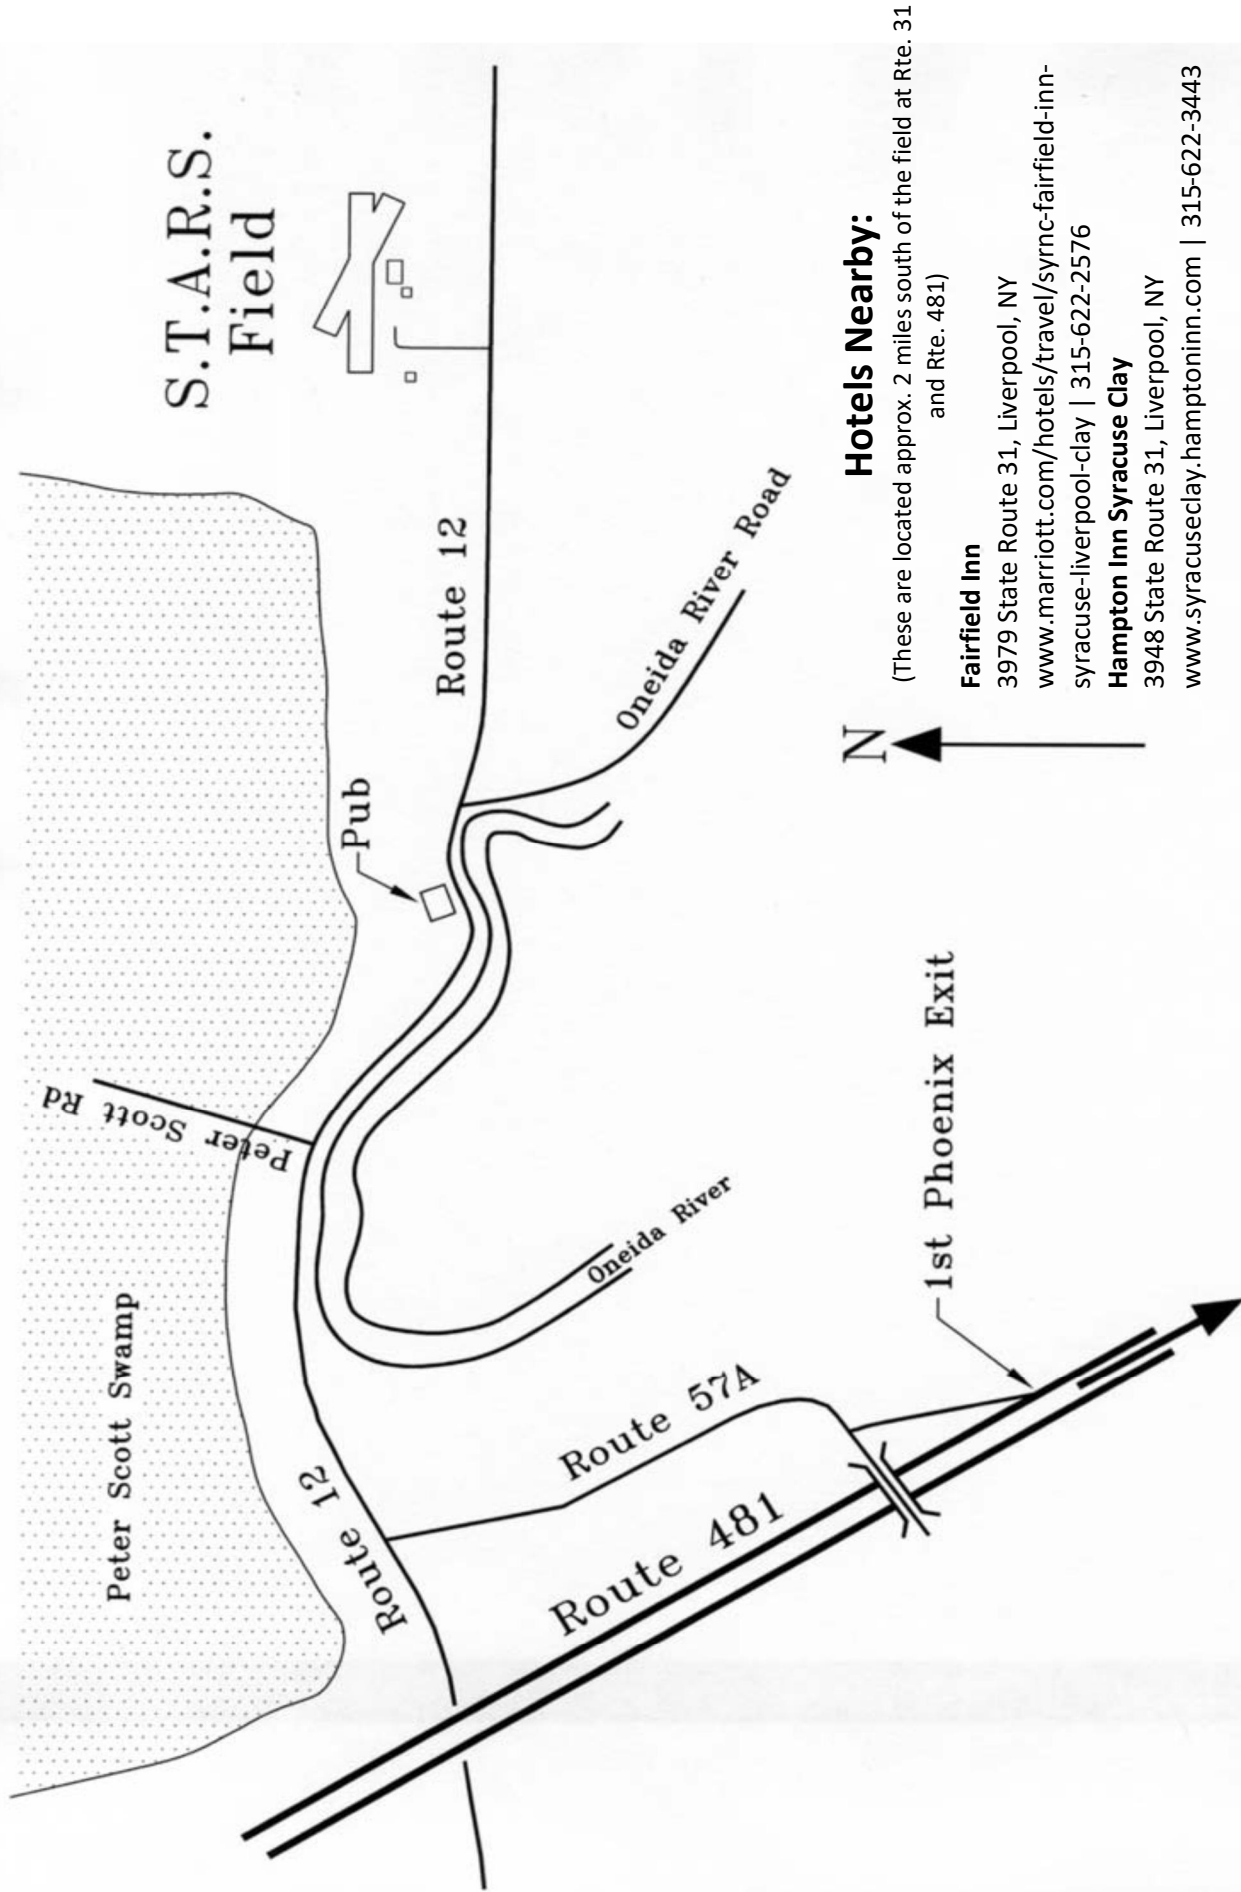 S.T.A.R.S.
Field
Peter Scott Swamp
Peter Scott Rd
Route 12
Pub
Route 12
Oneida River Road
Oneida River
Route 57A
Route 481
1st Phoenix Exit
N
Hotels Nearby:
(These are located approx. 2 miles south of the field at Rte. 31
and Rte. 481)
Fairfield Inn
3979 State Route 31, Liverpool, NY
www.marriott.com/hotels/travel/syrnc-fairfield-inn-
syracuse-liverpool-clay | 315-622-2576
Hampton Inn Syracuse Clay
3948 State Route 31, Liverpool, NY
www.syracuseclay.hamptoninn.com | 315-622-3443